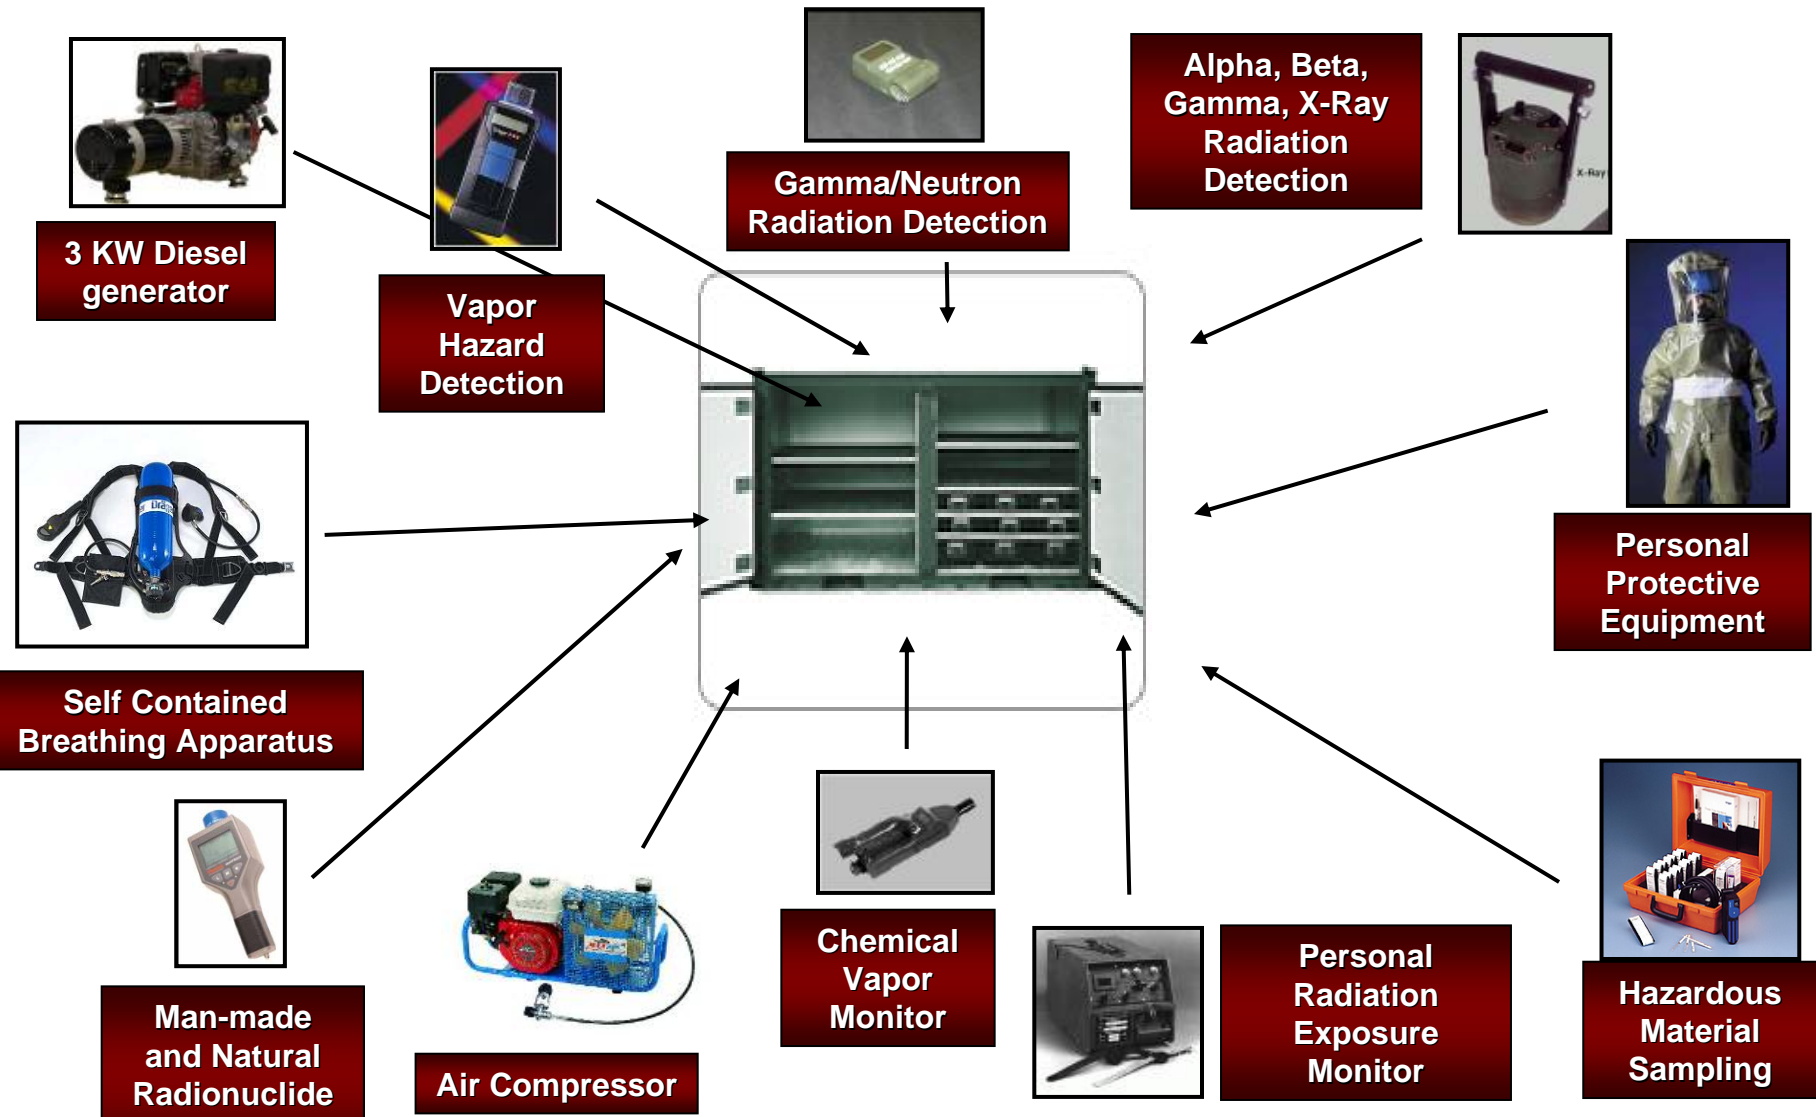 Gamma/Neutron
Radiation Detection
Alpha, Beta,
Gamma, X-Ray
Radiation
Detection
X-Ray
3 KW Diesel
generator
Vapor
Hazard
Detection
Personal
Protective
Equipment
Self Contained
Breathing Apparatus
Man-made
and Natural
Radionuclide
Air Compressor
Chemical
Vapor
Monitor
Personal
Radiation
Exposure
Monitor
Hazardous
Material
Sampling